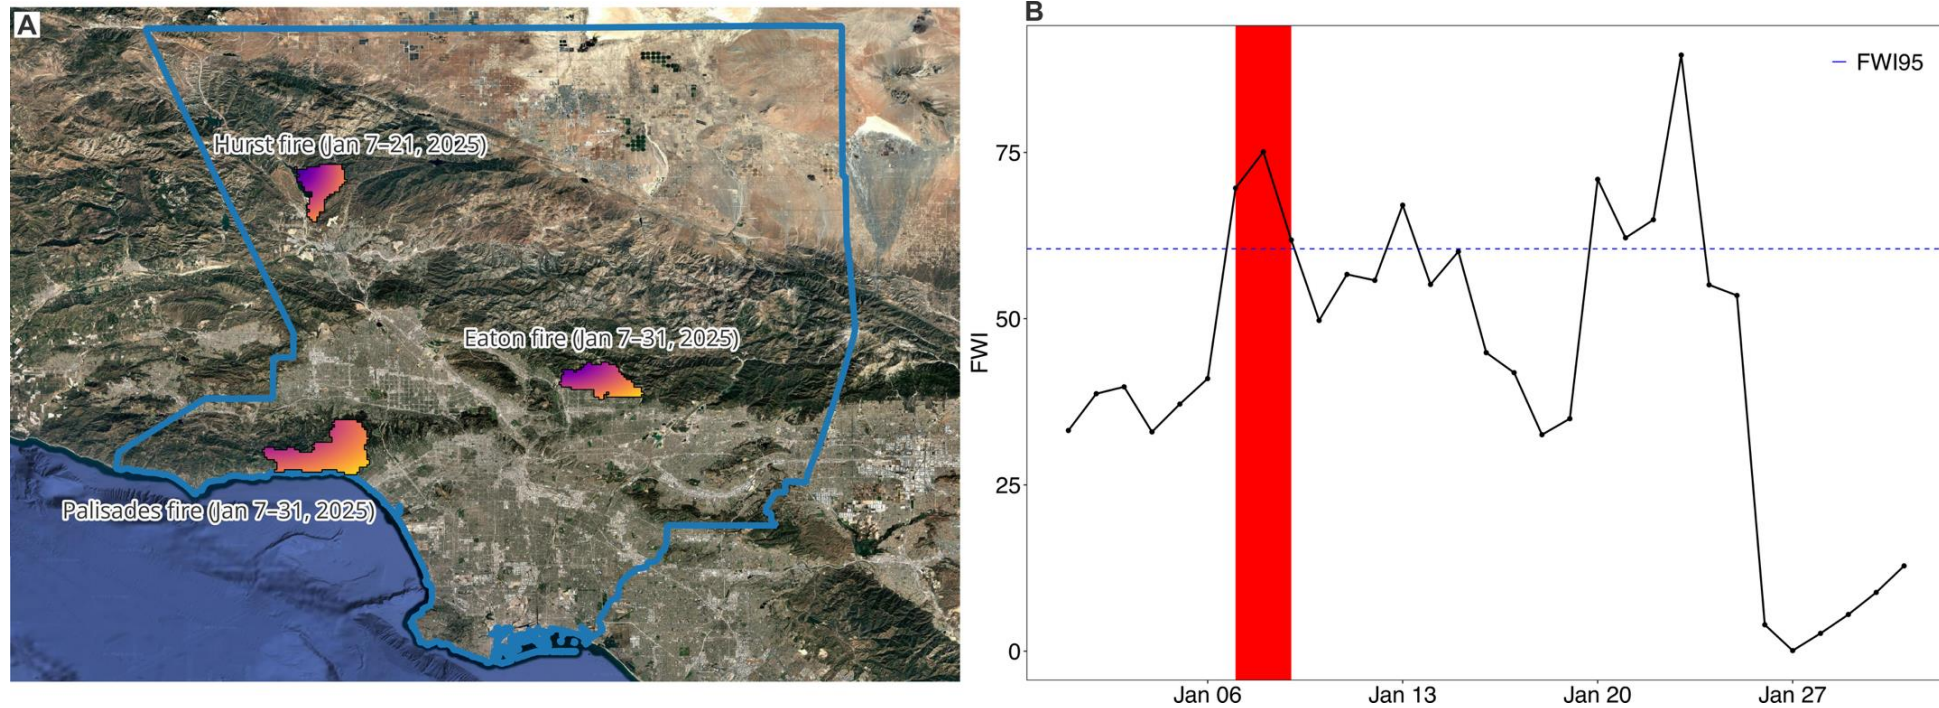 A
Hurst fire (Jan 7–21, 2025)
Eaton fire (Jan 7–31, 2025)
Palisades fire (Jan 7–31, 2025)
B
FWI95
FWI
75
50
25
0
Jan 06
Jan 13
Jan 20
Jan 27